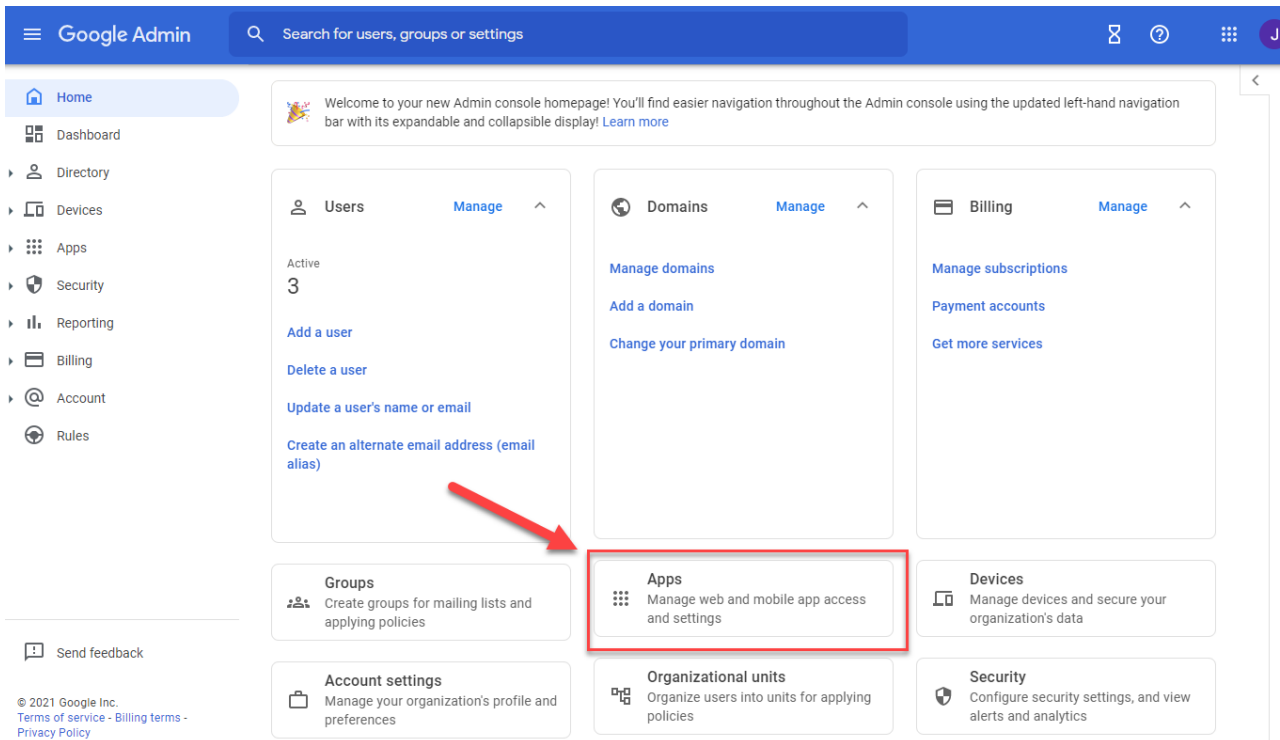 Google Admin
Search for users, groups or settings
J
Home
Dashboard
Directory
Devices
Apps
Security
Reporting
Billing
Account
Rules
Send feedback
© 2021 Google Inc.
Terms of service - Billing terms -
Privacy Policy
Welcome to your new Admin console homepage! You'll find easier navigation throughout the Admin console using the updated left-hand navigation
bar with its expandable and collapsible display! Learn more
Users Manage
Active
3
Add a user
Delete a user
Update a user's name or email
Create an alternate email address (email
alias)
Domains Manage
Manage domains
Add a domain
Change your primary domain
Billing Manage
Manage subscriptions
Payment accounts
Get more services
Groups
Create groups for mailing lists and
applying policies
Apps
Manage web and mobile app access
and settings
Devices
Manage devices and secure your
organization's data
Account settings
Manage your organization's profile and
preferences
Organizational units
Organize users into units for applying
policies
Security
Configure security settings, and view
alerts and analytics